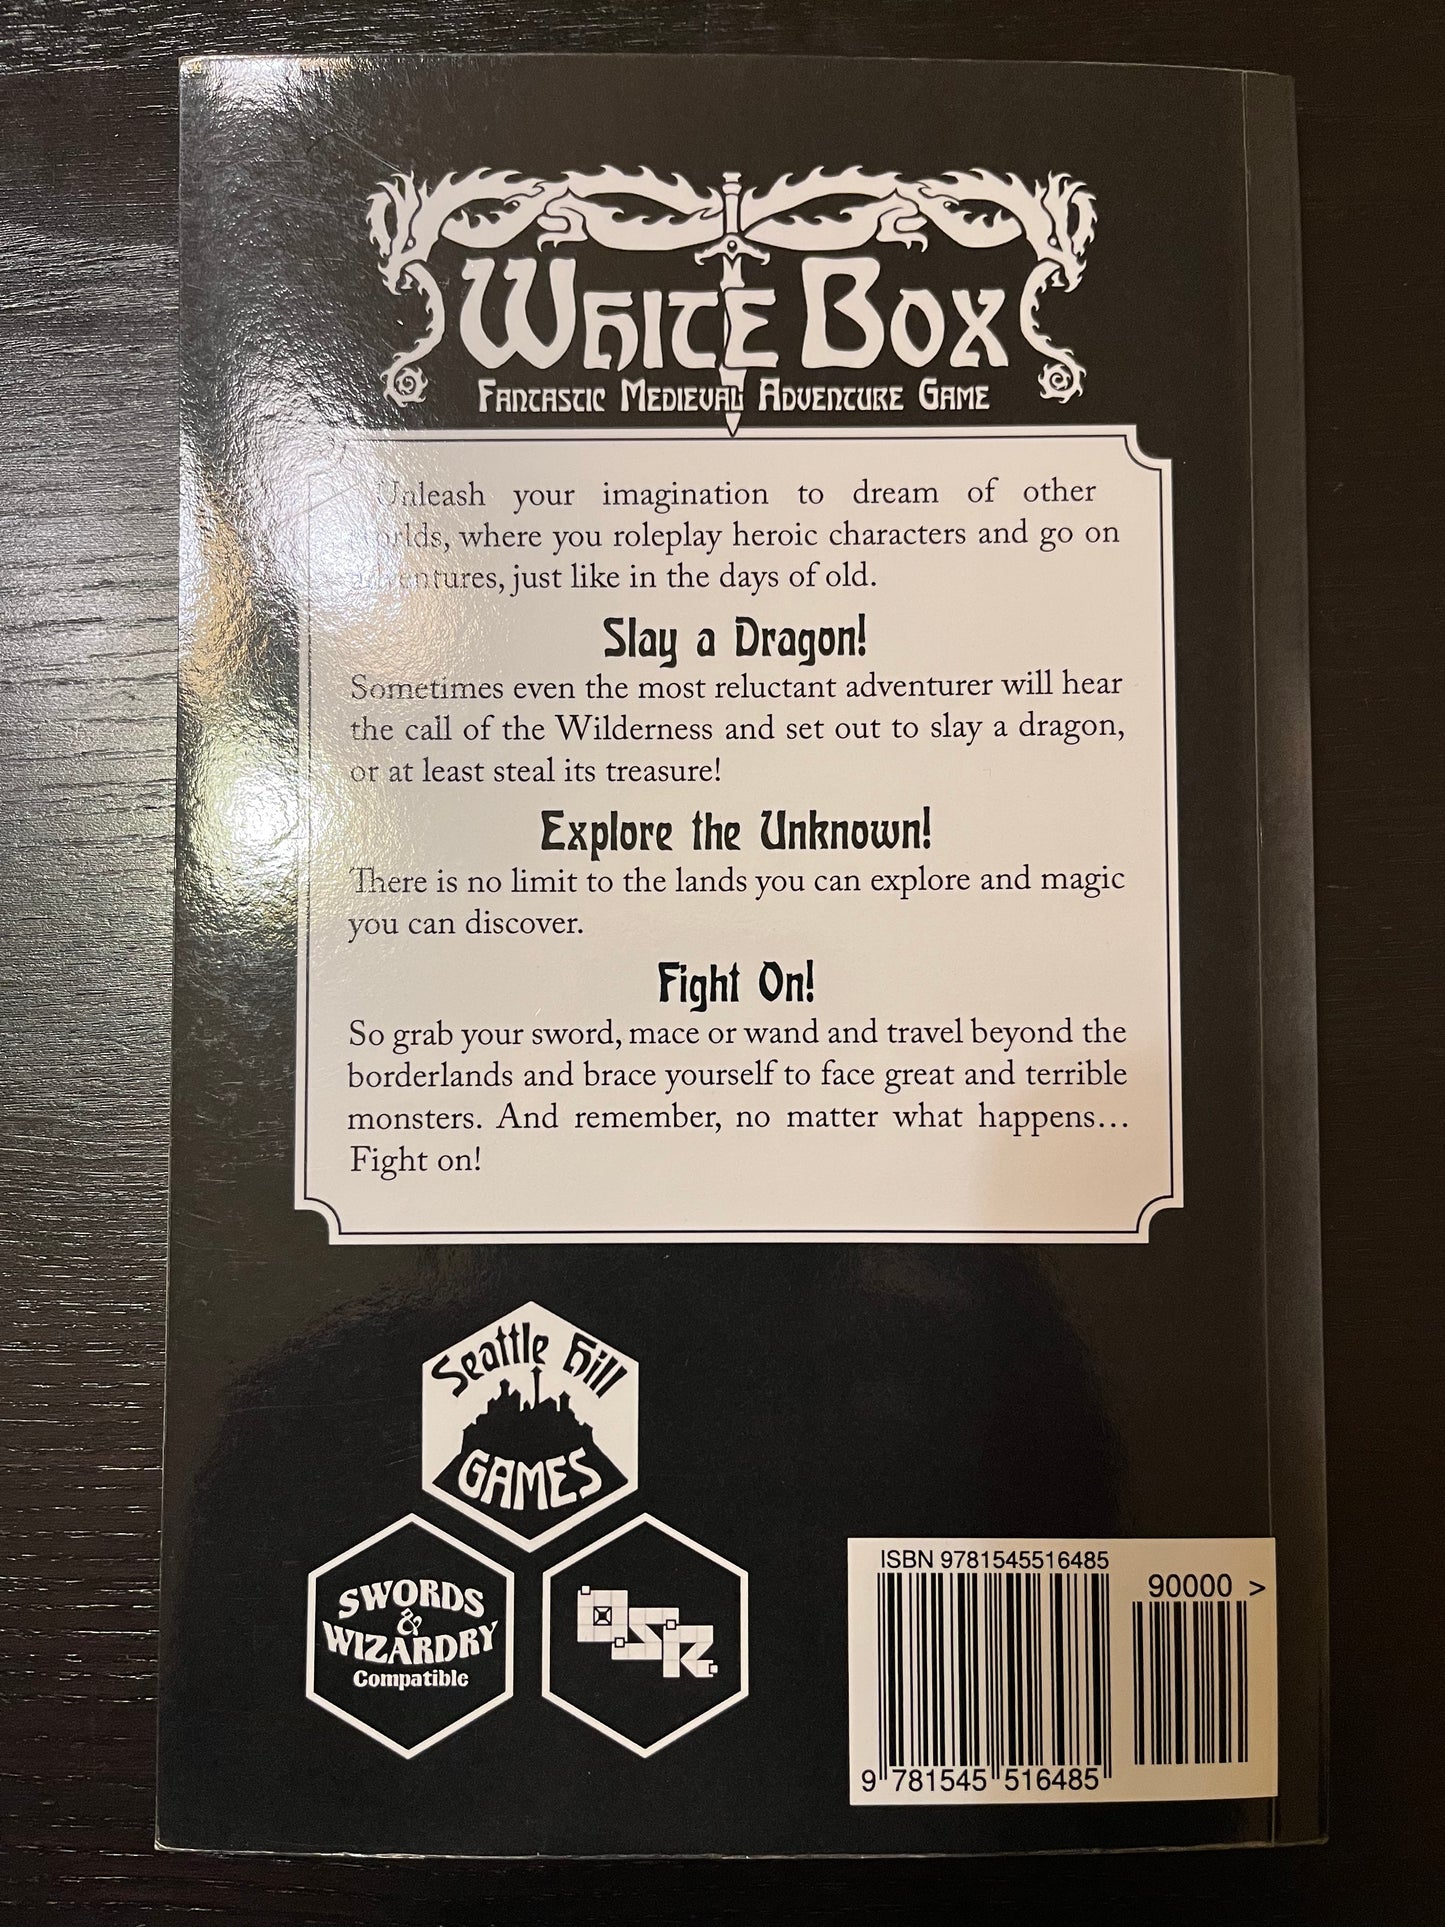 White Box
Fantastic Medieval Adventure Game
Unleash your imagination to dream of other
worlds, where you roleplay heroic characters and go on
adventures, just like in the days of old.
Slay a Dragon!
Sometimes even the most reluctant adventurer will hear
the call of the Wilderness and set out to slay a dragon,
or at least steal its treasure!
Explore the Unknown!
There is no limit to the lands you can explore and magic
you can discover.
Fight On!
So grab your sword, mace or wand and travel beyond the
borderlands and brace yourself to face great and terrible
monsters. And remember, no matter what happens…
Fight on!
Seattle Hill
GAMES
SWORDS
&
WIZARDRY
Compatible
OSR
ISBN 9781545516485
90000 >
9 781545 516485